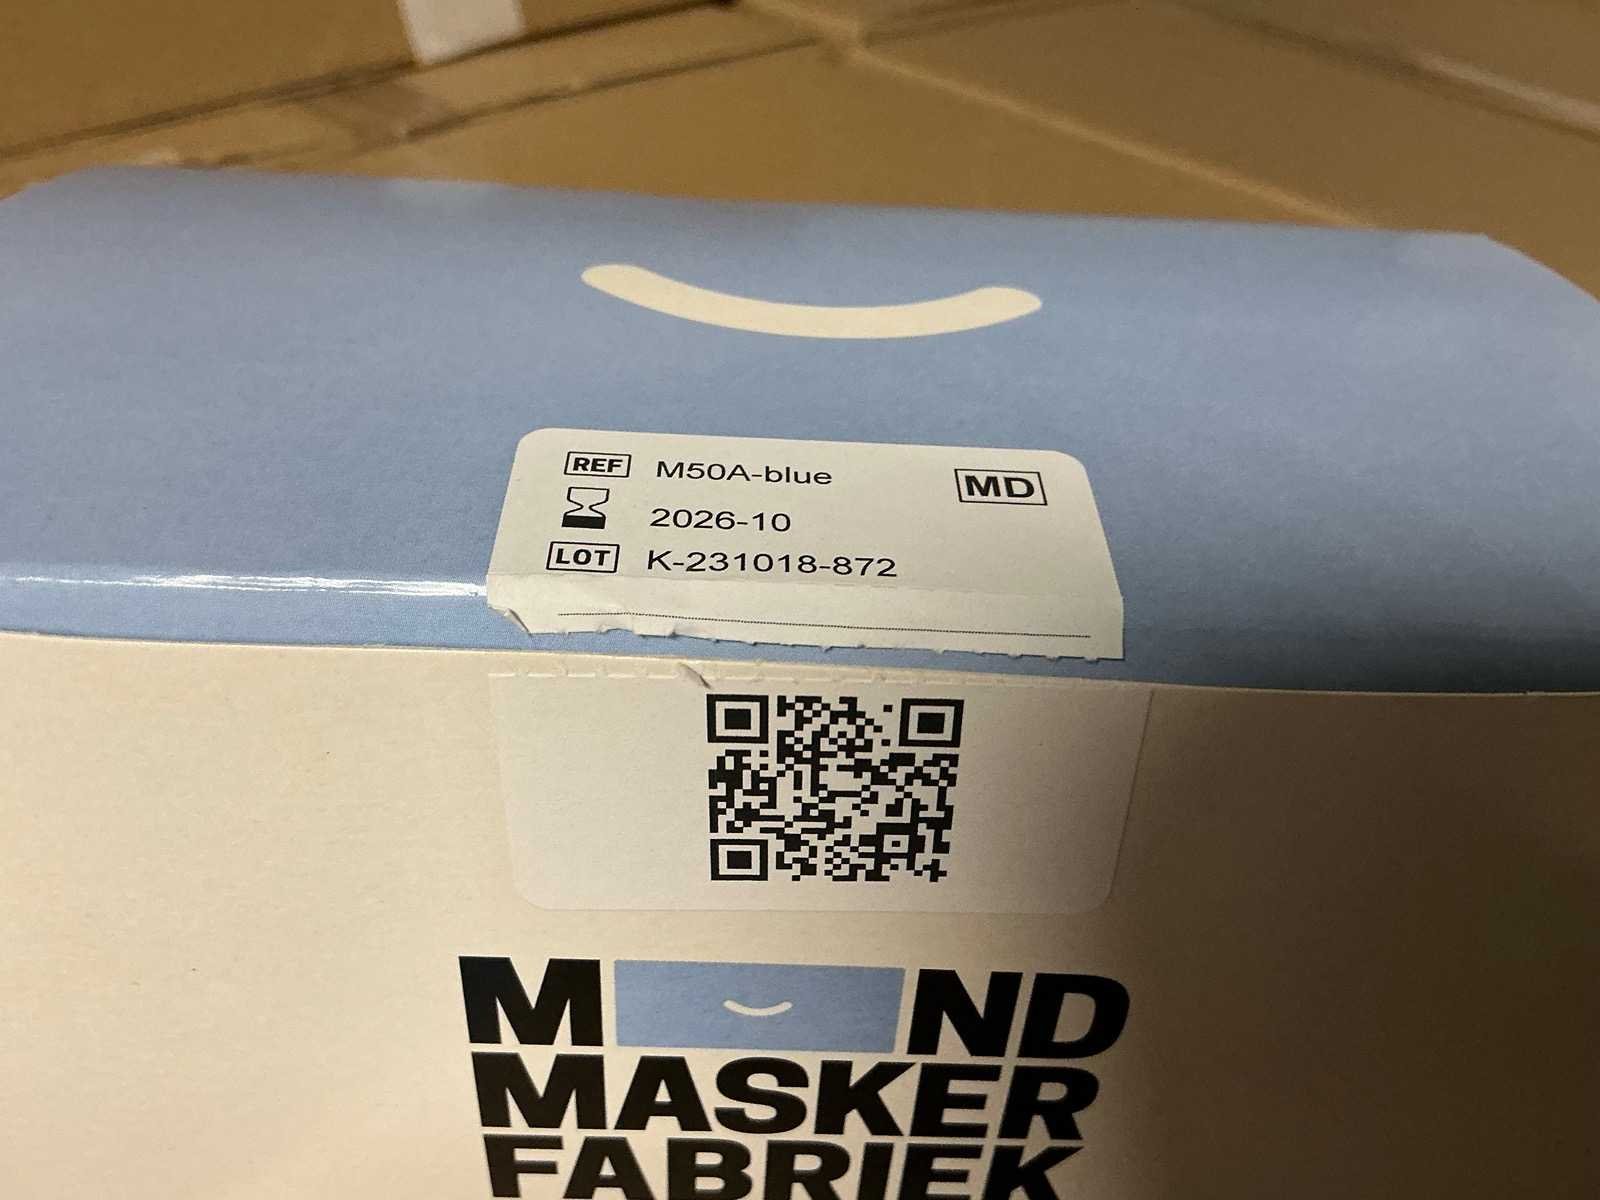 REF M50A-blue MD
2026-10
LOT K-231018-872
M ND
MASKER
FABRIEK